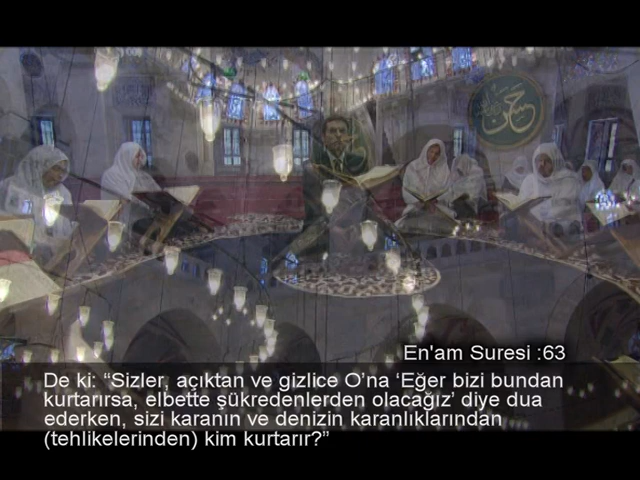 حسن
En'am Suresi :63
De ki: “Sizler, açıktan ve gizlice O’na ‘Eğer bizi bundan
kurtarırsa, elbette şükredenlerden olacağız’ diye dua
ederken, sizi karanın ve denizin karanlıklarından
(tehlikelerinden) kim kurtarır?”